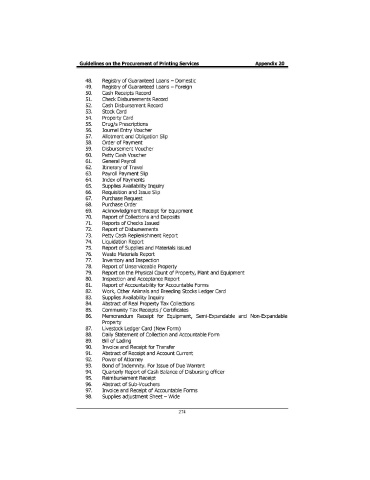 Guidelines on the Procurement of Printing Services Appendix 20
48. Registry of Guaranteed Loans – Domestic
49. Registry of Guaranteed Loans – Foreign
50. Cash Receipts Record
51. Check Disbursements Record
52. Cash Disbursement Record
53. Stock Card
54. Property Card
55. Drug/s Prescriptions
56. Journal Entry Voucher
57. Allotment and Obligation Slip
58. Order of Payment
59. Disbursement Voucher
60. Petty Cash Voucher
61. General Payroll
62. Itinerary of Travel
63. Payroll Payment Slip
64. Index of Payments
65. Supplies Availability Inquiry
66. Requisition and Issue Slip
67. Purchase Request
68. Purchase Order
69. Acknowledgment Receipt for Equipment
70. Report of Collections and Deposits
71. Reports of Checks Issued
72. Report of Disbursements
73. Petty Cash Replenishment Report
74. Liquidation Report
75. Report of Supplies and Materials issued
76. Waste Materials Report
77. Inventory and Inspection
78. Report of Unserviceable Property
79. Report on the Physical Count of Property, Plant and Equipment
80. Inspection and Acceptance Report
81. Report of Accountability for Accountable Forms
82. Work, Other Animals and Breeding Stocks Ledger Card
83. Supplies Availability Inquiry
84. Abstract of Real Property Tax Collections
85. Community Tax Receipts / Certificates
86. Memorandum Receipt for Equipment, Semi-Expandable and Non-Expandable
Property
87. Livestock Ledger Card (New Form)
88. Daily Statement of Collection and Accountable Form
89. Bill of Lading
90. Invoice and Receipt for Transfer
91. Abstract of Receipt and Account Current
92. Power of Attorney
93. Bond of Indemnity. For Issue of Due Warrant
94. Quarterly Report of Cash Balance of Disbursing officer
95. Reimbursement Receipt
96. Abstract of Sub-Vouchers
97. Invoice and Receipt of Accountable Forms
98. Supplies adjustment Sheet – Wide